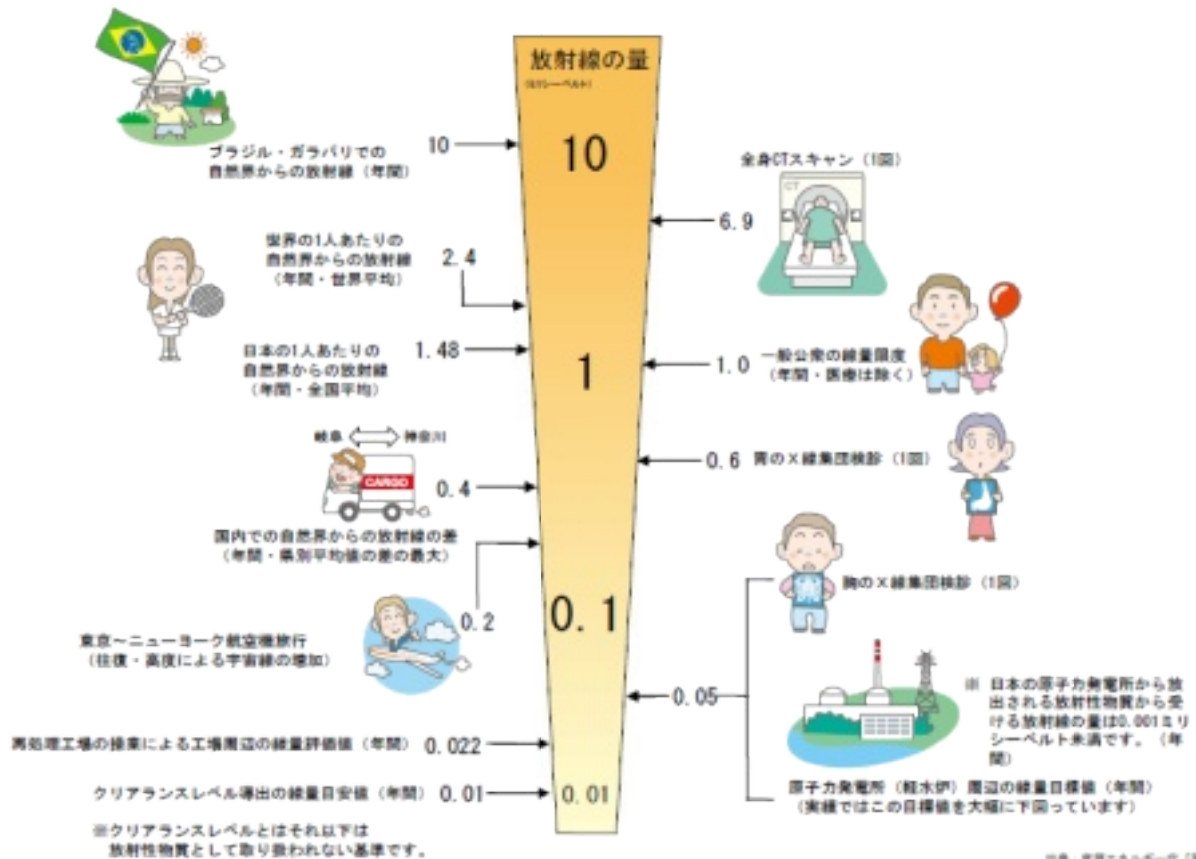 放射線の量
(ミリシーベルト)
10
1
0.1
0.01
10
ブラジル・ガラパリでの
自然界からの放射線（年間）
世界の1人あたりの
自然界からの放射線
（年間・世界平均）
2.4
日本の1人あたりの
自然界からの放射線
（年間・全国平均）
1.48
岐阜
神奈川
CARGO
0.4
国内での自然界からの放射線の差
（年間・県別平均値の差の最大）
0.2
東京～ニューヨーク航空機旅行
（往復・高度による宇宙線の増加）
再処理工場の操業による工場周辺の線量評価値（年間）
0.022
クリアランスレベル導出の線量目安値（年間）
0.01
※クリアランスレベルとはそれ以下は
放射性物質として取り扱われない基準です。
全身CTスキャン（1回）
CT
6.9
1.0
一般公衆の線量限度
（年間・医療は除く）
0.6
胃のX線集団検診（1回）
胸のX線集団検診（1回）
0.05
※ 日本の原子力発電所から放
出される放射性物質から受
ける放射線の量は0.001ミリ
シーベルト未満です。（年
間）
原子力発電所（軽水炉）周辺の線量目標値（年間）
（実績ではこの目標値を大幅に下回っています）